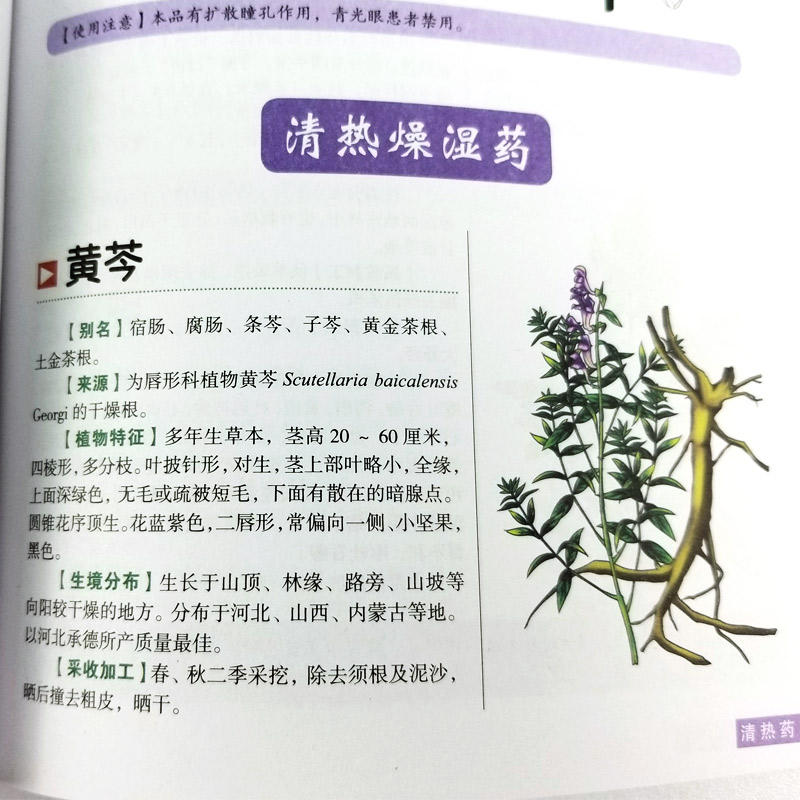 【使用注意】本品有扩散瞳孔作用，青光眼患者禁用。
清热燥湿药
黄芩
【别名】宿肠、腐肠、条芩、子芩、黄金茶根、
土金茶根。
【来源】为唇形科植物黄芩 Scutellaria baicalensis
Georgi 的干燥根。
【植物特征】多年生草本，茎高 20 ~ 60 厘米，
四棱形，多分枝。叶披针形，对生，茎上部叶略小，全缘，
上面深绿色，无毛或疏被短毛，下面有散在的暗腺点。
圆锥花序顶生。花蓝紫色，二唇形，常偏向一侧、小坚果，
黑色。
【生境分布】生长于山顶、林缘、路旁、山坡等
向阳较干燥的地方。分布于河北、山西、内蒙古等地。
以河北承德所产质量最佳。
【采收加工】春、秋二季采挖，除去须根及泥沙，
晒后撞去粗皮，晒干。
清热药